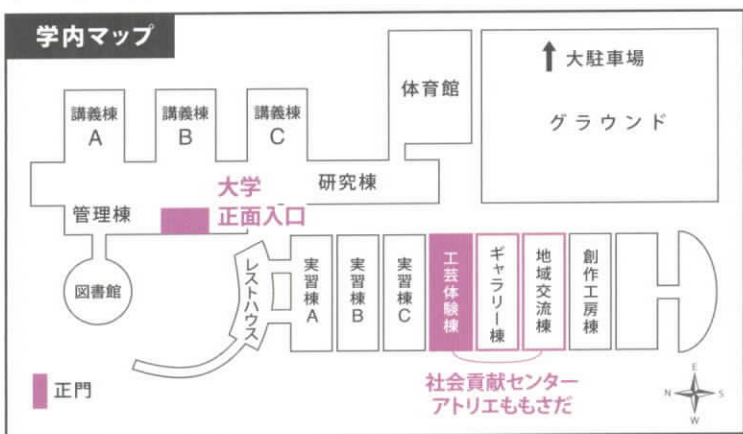 学内マップ
講義棟
A
講義棟
B
講義棟
C
体育館
大駐車場
グラウンド
管理棟
大学
正面入口
研究棟
図書館
レストハウス
実習棟A
実習棟B
実習棟C
工芸体験棟
ギャラリー棟
地域交流棟
創作工房棟
正門
社会貢献センター
アトリエももさだ
E
N
S
W